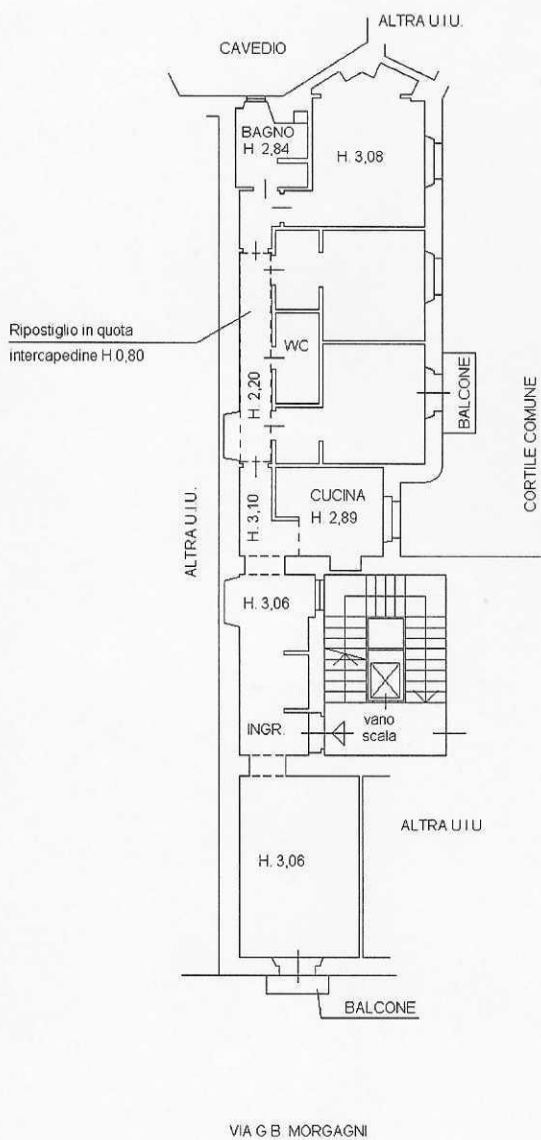 ALTRA U I U.
CAVEDIO
BAGNO
H. 2,84
H. 3,08
Ripostiglio in quota
intercapedine H 0,80
WC
H. 2,20
BALCONE
CORTILE COMUNE
CUCINA
H. 2,89
H. 3,10
ALTRA U I U.
H. 3,06
INGR.
vano
scala
ALTRA U I U
H. 3,06
BALCONE
VIA G B MORGAGNI